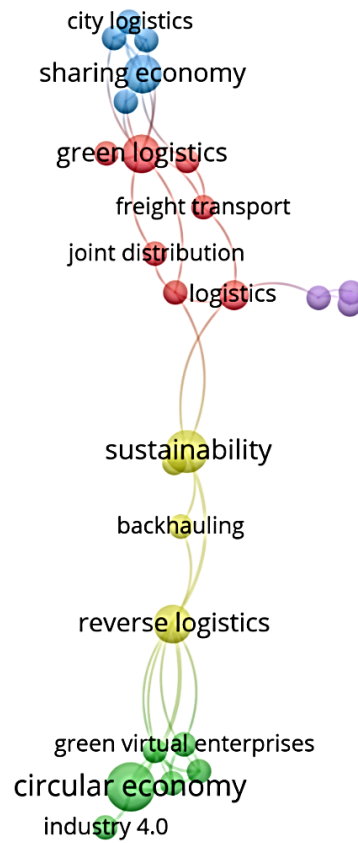 city logistics
sharing economy
green logistics
freight transport
joint distribution
logistics
sustainability
backhauling
reverse logistics
green virtual enterprises
circular economy
industry 4.0